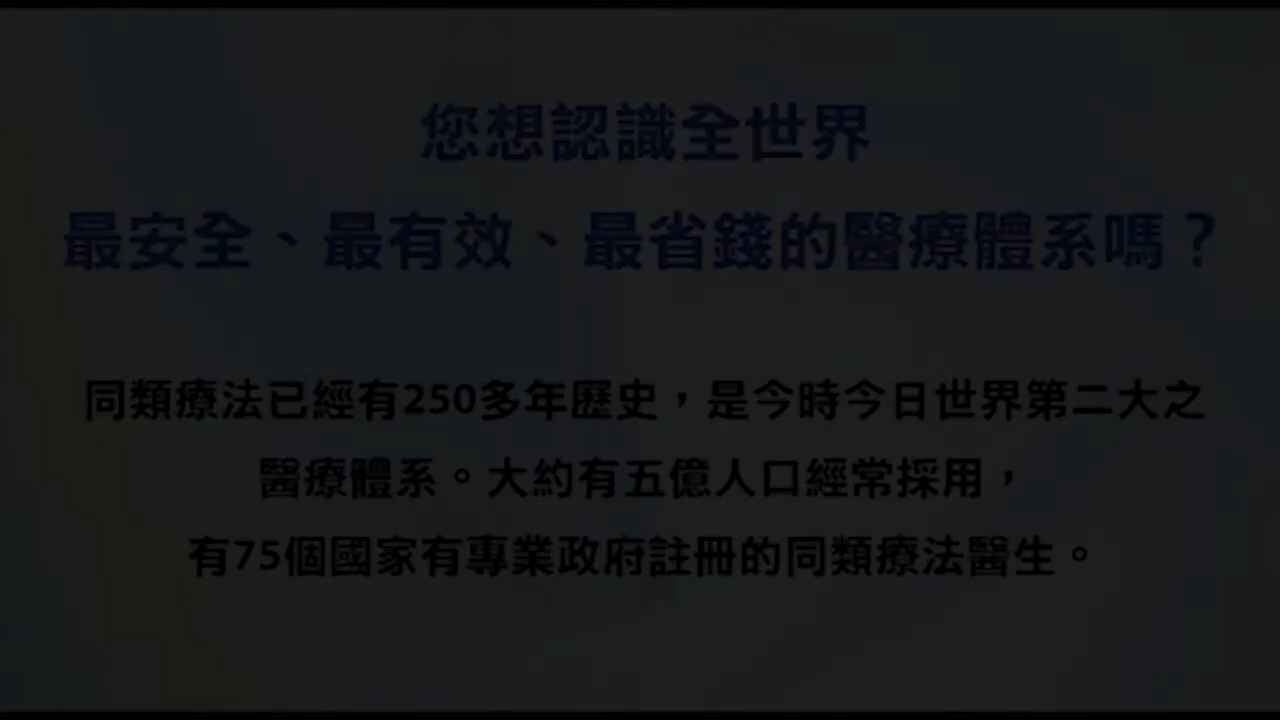 您想認識全世界
最安全、最有效、最省錢的醫療體系嗎？
同類療法已經有250多年歷史，是今時今日世界第二大之
醫療體系。大約有五億人口經常採用，
有75個國家有專業政府註冊的同類療法醫生。